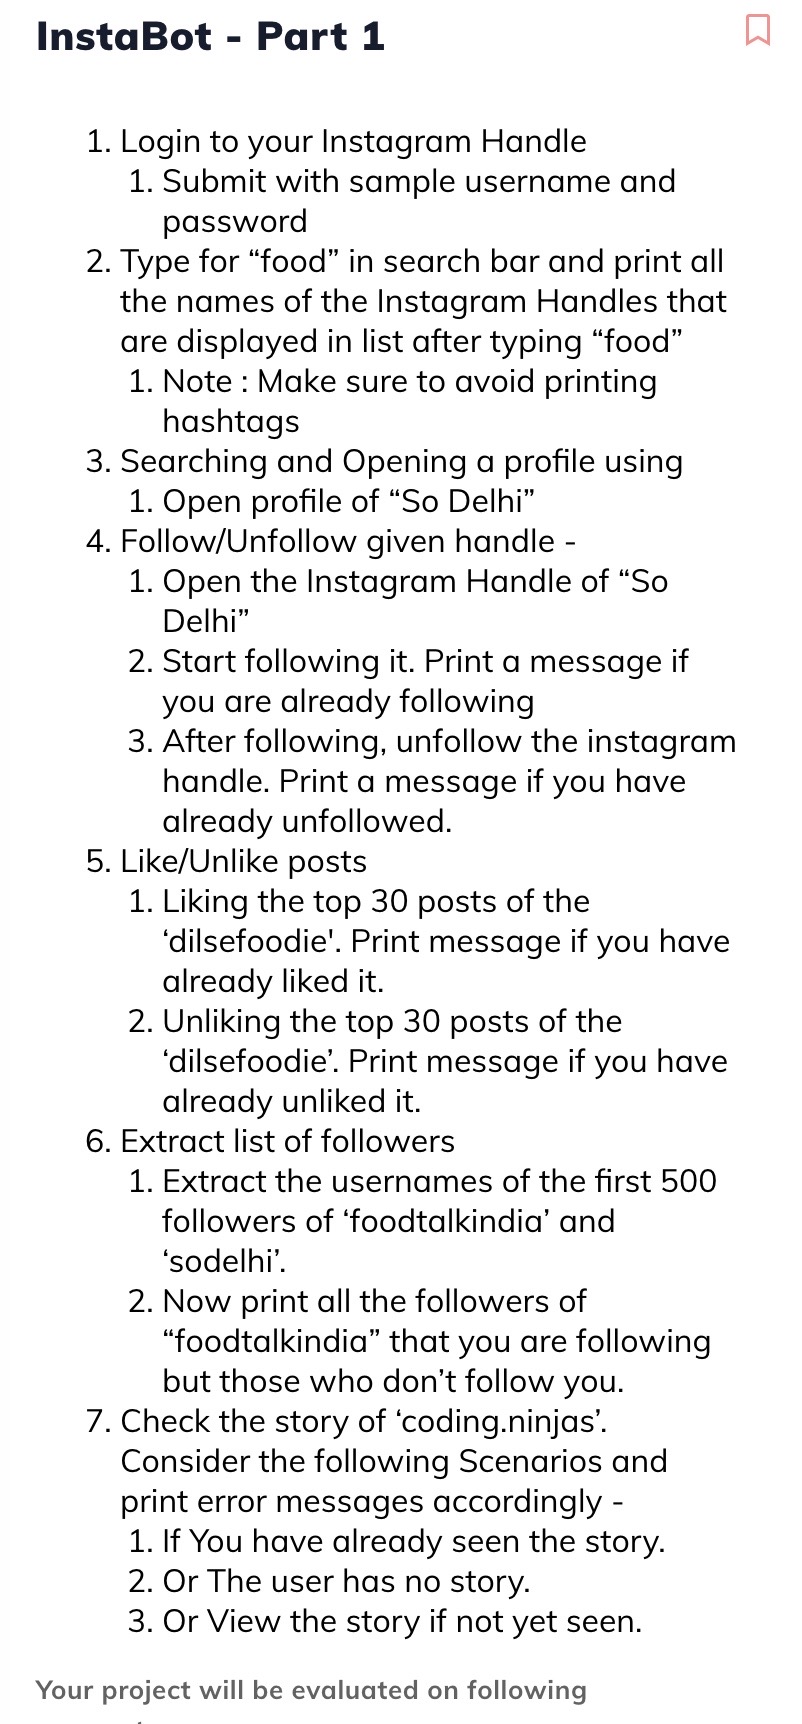 InstaBot - Part 1
1. Login to your Instagram Handle
1. Submit with sample username and
password
2. Type for “food” in search bar and print all
the names of the Instagram Handles that
are displayed in list after typing “food”
1. Note : Make sure to avoid printing
hashtags
3. Searching and Opening a profile using
1. Open profile of “So Delhi”
4. Follow/Unfollow given handle -
1. Open the Instagram Handle of “So
Delhi”
2. Start following it. Print a message if
you are already following
3. After following, unfollow the instagram
handle. Print a message if you have
already unfollowed.
5. Like/Unlike posts
1. Liking the top 30 posts of the
‘dilsefoodie'. Print message if you have
already liked it.
2. Unliking the top 30 posts of the
‘dilsefoodie’. Print message if you have
already unliked it.
6. Extract list of followers
1. Extract the usernames of the first 500
followers of ‘foodtalkindia’ and
‘sodelhi’.
2. Now print all the followers of
“foodtalkindia” that you are following
but those who don’t follow you.
7. Check the story of ‘coding.ninjas’.
Consider the following Scenarios and
print error messages accordingly -
1. If You have already seen the story.
2. Or The user has no story.
3. Or View the story if not yet seen.
Your project will be evaluated on following